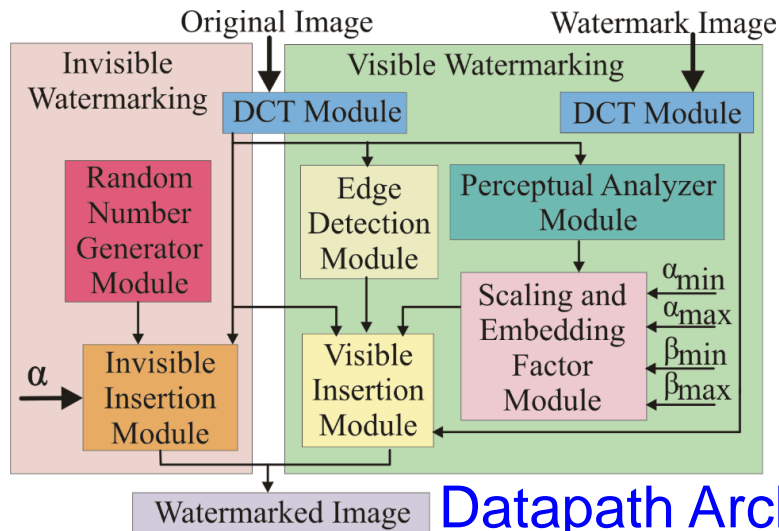 Original Image
Watermark Image
Invisible
Watermarking
Visible Watermarking
DCT Module
DCT Module
Random
Number
Generator
Module
Edge
Detection
Module
Perceptual Analyzer
Module
Scaling and
Embedding
Factor
Module
αmin
αmax
βmin
βmax
α
Invisible
Insertion
Module
Visible
Insertion
Module
Watermarked Image
Datapath Arc